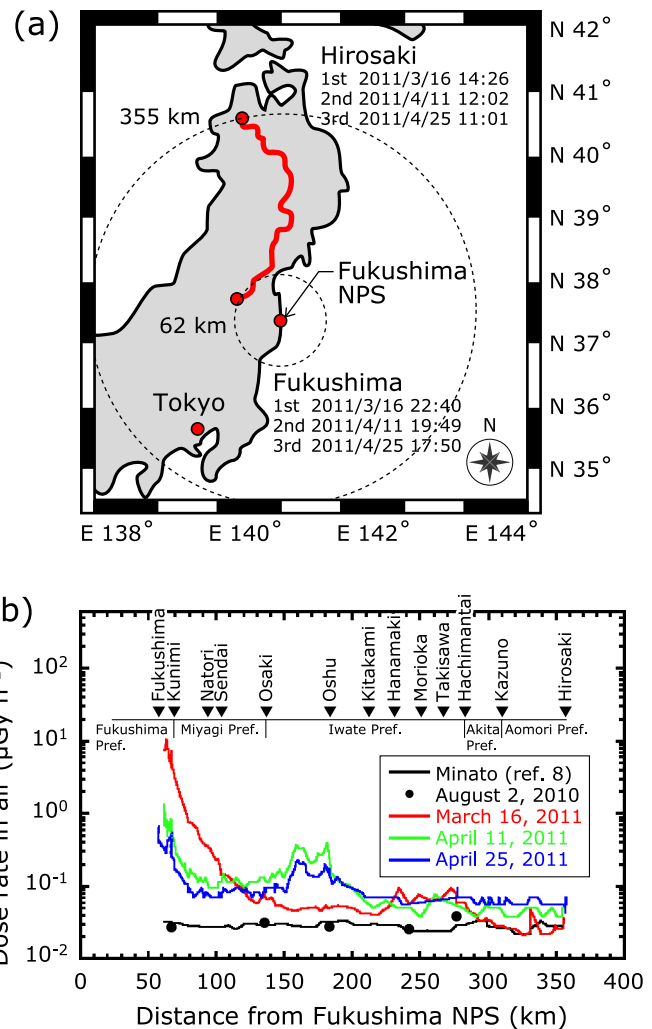 (a)
N 42°
N 41°
N 40°
N 39°
N 38°
N 37°
N 36°
N 35°
E 138°
E 140°
E 142°
E 144°
Hirosaki
1st 2011/3/16 14:26
2nd 2011/4/11 12:02
3rd 2011/4/25 11:01
355 km
Fukushima
NPS
62 km
Fukushima
1st 2011/3/16 22:40
2nd 2011/4/11 19:49
3rd 2011/4/25 17:50
Tokyo
N
b)
Dose rate in air (μGy h⁻¹)
10²
10¹
10⁰
10⁻¹
10⁻²
Fukushima
Kunimi
Natori
Sendai
Osaki
Oshu
Kitakami
Hanamaki
Morioka
Takisawa
Hachimantai
Kazuno
Hirosaki
Fukushima
Pref.
Miyagi Pref.
Iwate Pref.
Akita
Pref.
Aomori Pref.
Minato (ref. 8)
August 2, 2010
March 16, 2011
April 11, 2011
April 25, 2011
0 50 100 150 200 250 300 350 400
Distance from Fukushima NPS (km)